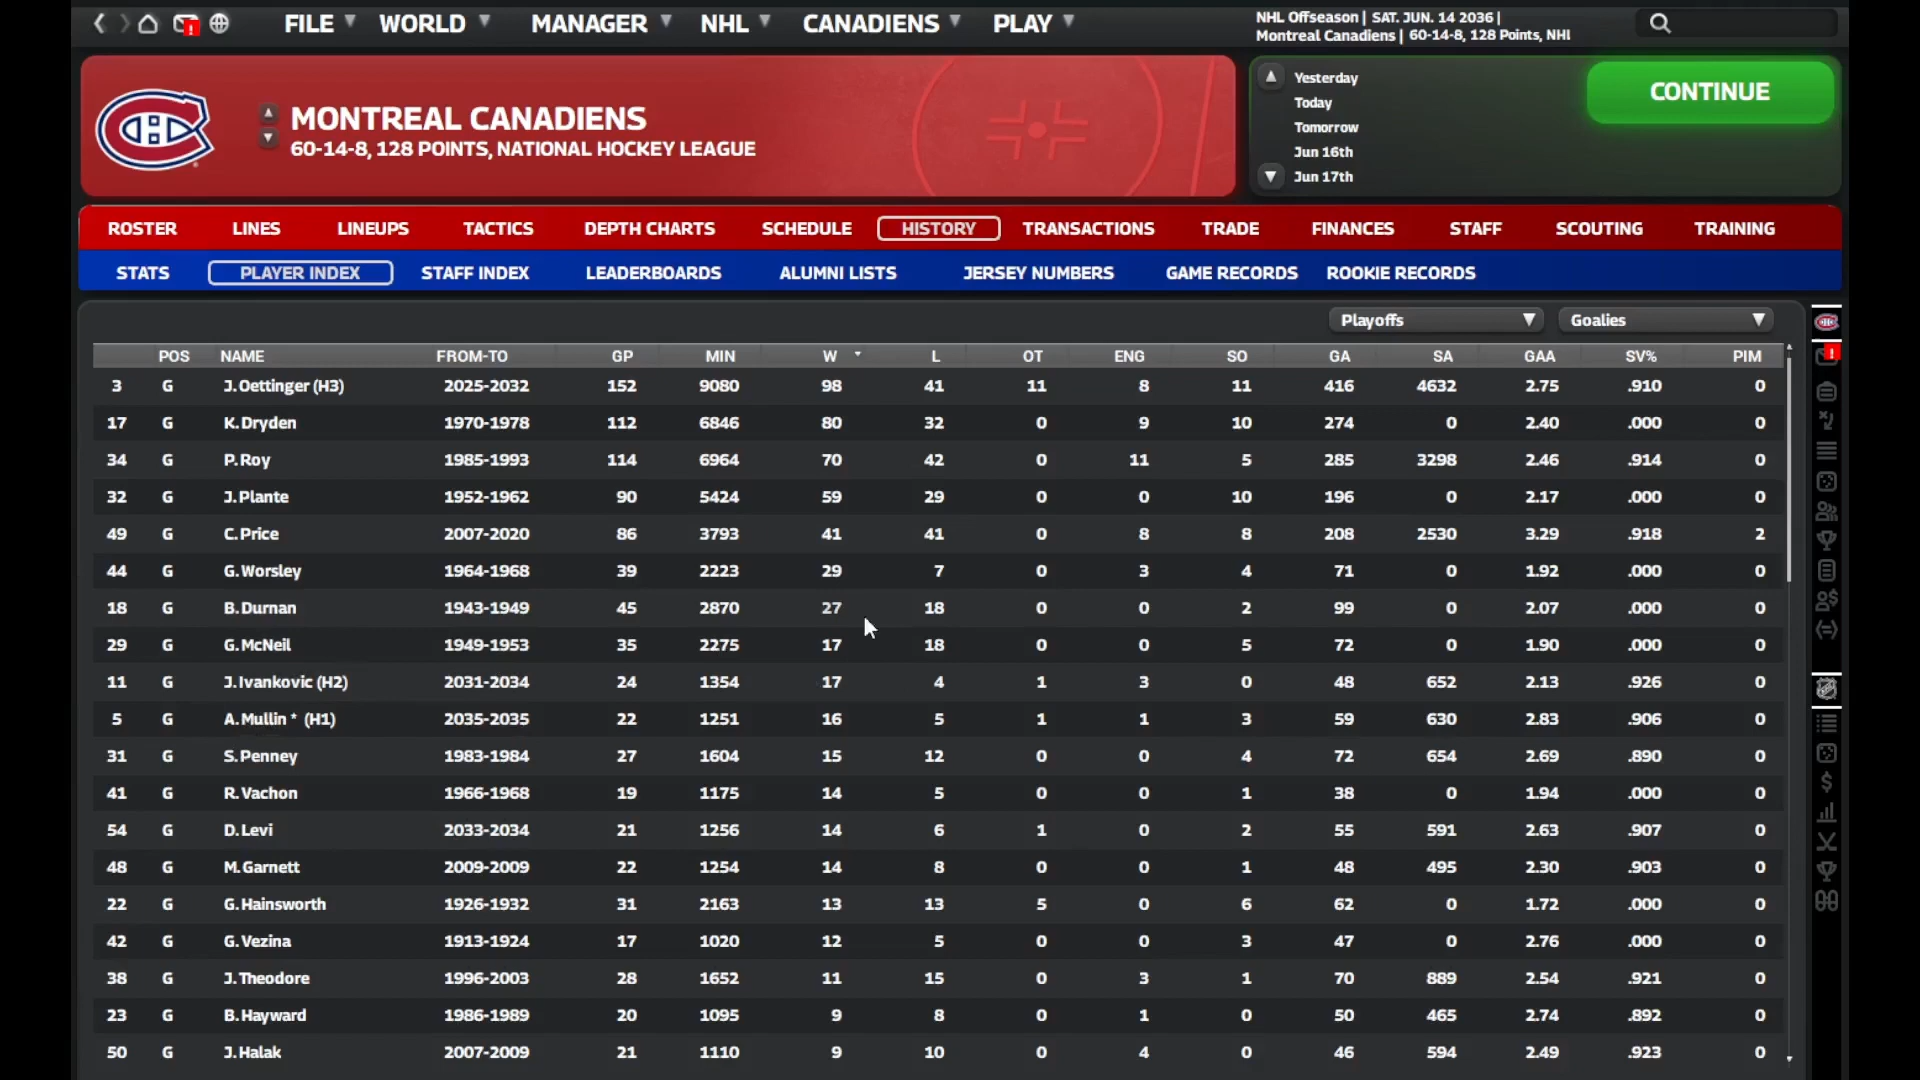 FILE WORLD MANAGER NHL CANADIENS PLAY
NHL Offseason | SAT. JUN. 14 2036 |
Montreal Canadiens | 60-14-8, 128 Points, NHL
MONTREAL CANADIENS
60-14-8, 128 POINTS, NATIONAL HOCKEY LEAGUE
Yesterday
Today
Tomorrow
Jun 16th
Jun 17th
CONTINUE
ROSTER LINES LINEUPS TACTICS DEPTH CHARTS SCHEDULE HISTORY TRANSACTIONS TRADE FINANCES STAFF SCOUTING TRAINING
STATS PLAYER INDEX STAFF INDEX LEADERBOARDS ALUMNI LISTS JERSEY NUMBERS GAME RECORDS ROOKIE RECORDS
Playoffs Goalies
POS NAME FROM-TO GP MIN W L OT ENG SO GA SA GAA SV% PIM
3 G J. Oettinger (H3) 2025-2032 152 9080 98 41 11 8 11 416 4632 2.75 .910 0
17 G K. Dryden 1970-1978 112 6846 80 32 0 9 10 274 0 2.40 .000 0
34 G P. Roy 1985-1993 114 6964 70 42 0 11 5 285 3298 2.46 .914 0
32 G J. Plante 1952-1962 90 5424 59 29 0 0 10 196 0 2.17 .000 0
49 G C. Price 2007-2020 86 3793 41 41 0 8 8 208 2530 3.29 .918 2
44 G G. Worsley 1964-1968 39 2223 29 7 0 3 4 71 0 1.92 .000 0
18 G B. Durnan 1943-1949 45 2870 27 18 0 0 2 99 0 2.07 .000 0
29 G G. McNeil 1949-1953 35 2275 17 18 0 0 5 72 0 1.90 .000 0
11 G J. Ivankovic (H2) 2031-2034 24 1354 17 4 1 3 0 48 652 2.13 .926 0
5 G A. Mullin * (H1) 2035-2035 22 1251 16 5 1 1 3 59 630 2.83 .906 0
31 G S. Penney 1983-1984 27 1604 15 12 0 0 4 72 654 2.69 .890 0
41 G R. Vachon 1966-1968 19 1175 14 5 0 0 1 38 0 1.94 .000 0
54 G D. Levi 2033-2034 21 1256 14 6 1 0 2 55 591 2.63 .907 0
48 G M. Garnett 2009-2009 22 1254 14 8 0 0 1 48 495 2.30 .903 0
22 G G. Hainsworth 1926-1932 31 2163 13 13 5 0 6 62 0 1.72 .000 0
42 G G. Vezina 1913-1924 17 1020 12 5 0 0 3 47 0 2.76 .000 0
38 G J. Theodore 1996-2003 28 1652 11 15 0 3 1 70 889 2.54 .921 0
23 G B. Hayward 1986-1989 20 1095 9 8 0 1 0 50 465 2.74 .892 0
50 G J. Halak 2007-2009 21 1110 9 10 0 4 0 46 594 2.49 .923 0